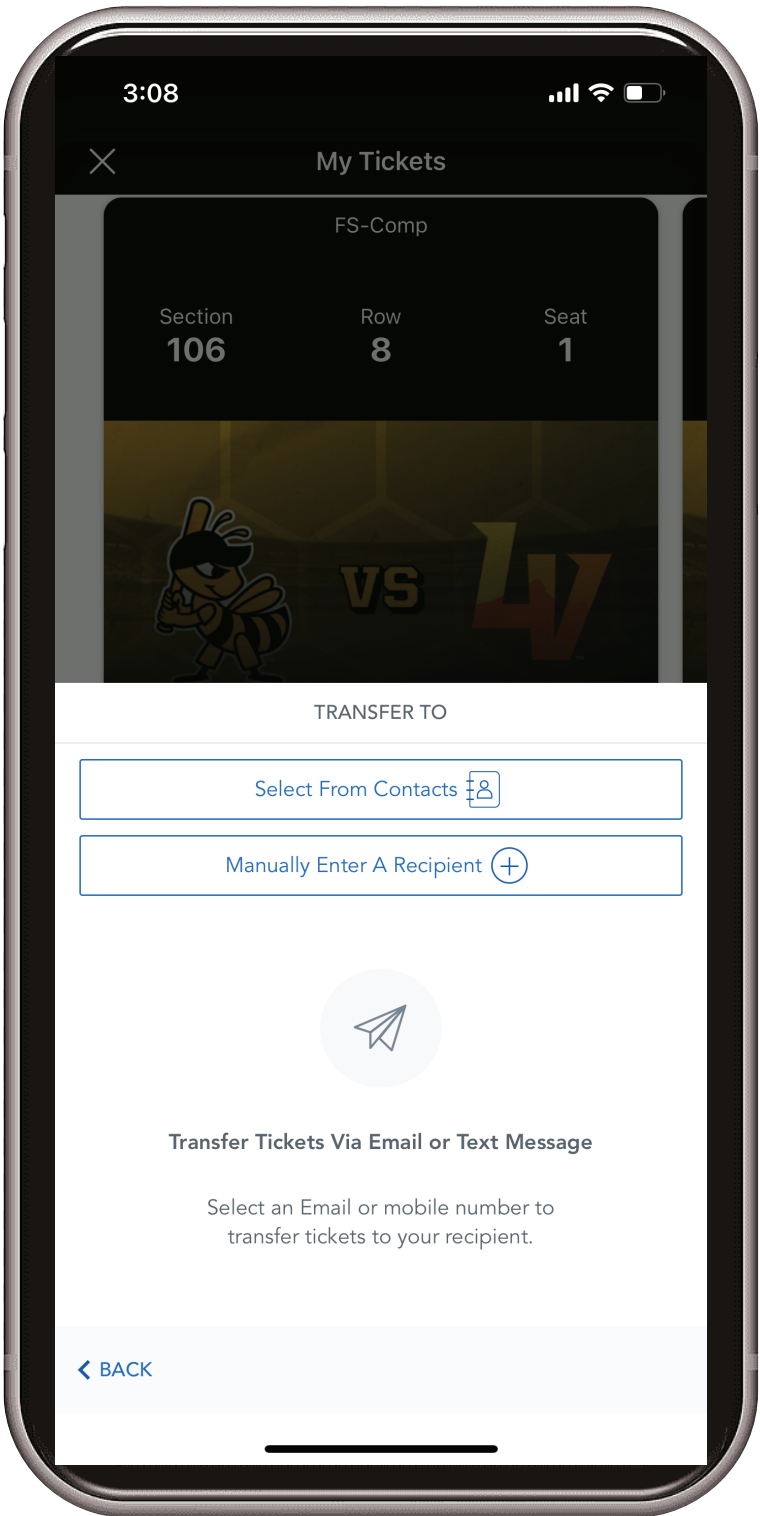 3:08
My Tickets
FS-Comp
Section Row Seat
106 8 1
VS LV
TRANSFER TO
Select From Contacts
Manually Enter A Recipient
Transfer Tickets Via Email or Text Message
Select an Email or mobile number to
transfer tickets to your recipient.
BACK